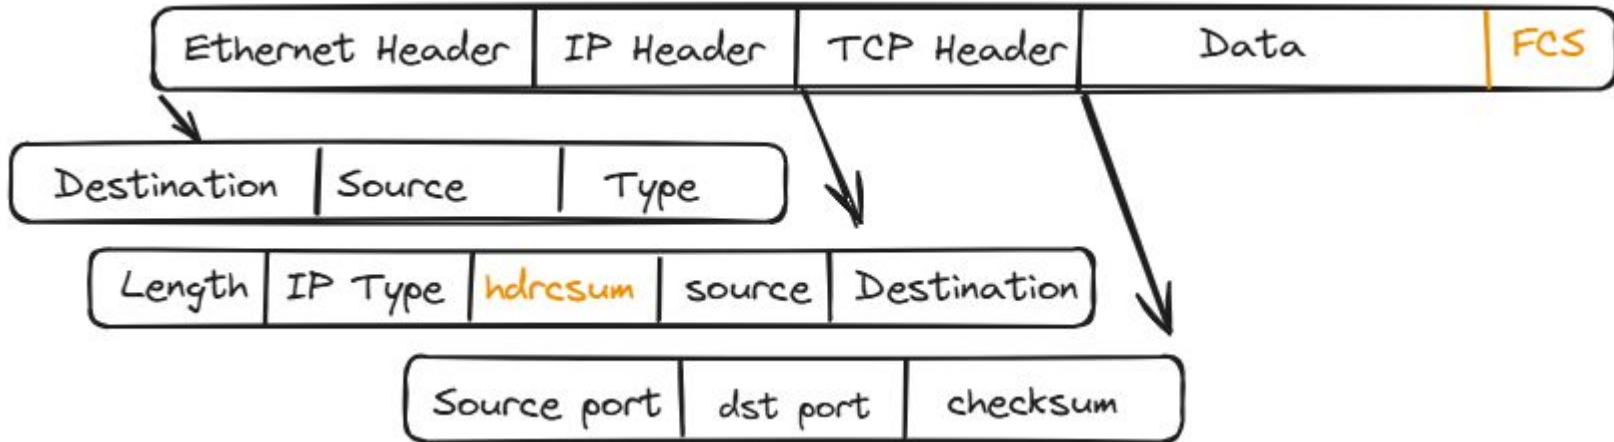 Ethernet Header IP Header TCP Header Data FCS
Destination Source Type
Length IP Type hdrcsum source Destination
Source port dst port checksum